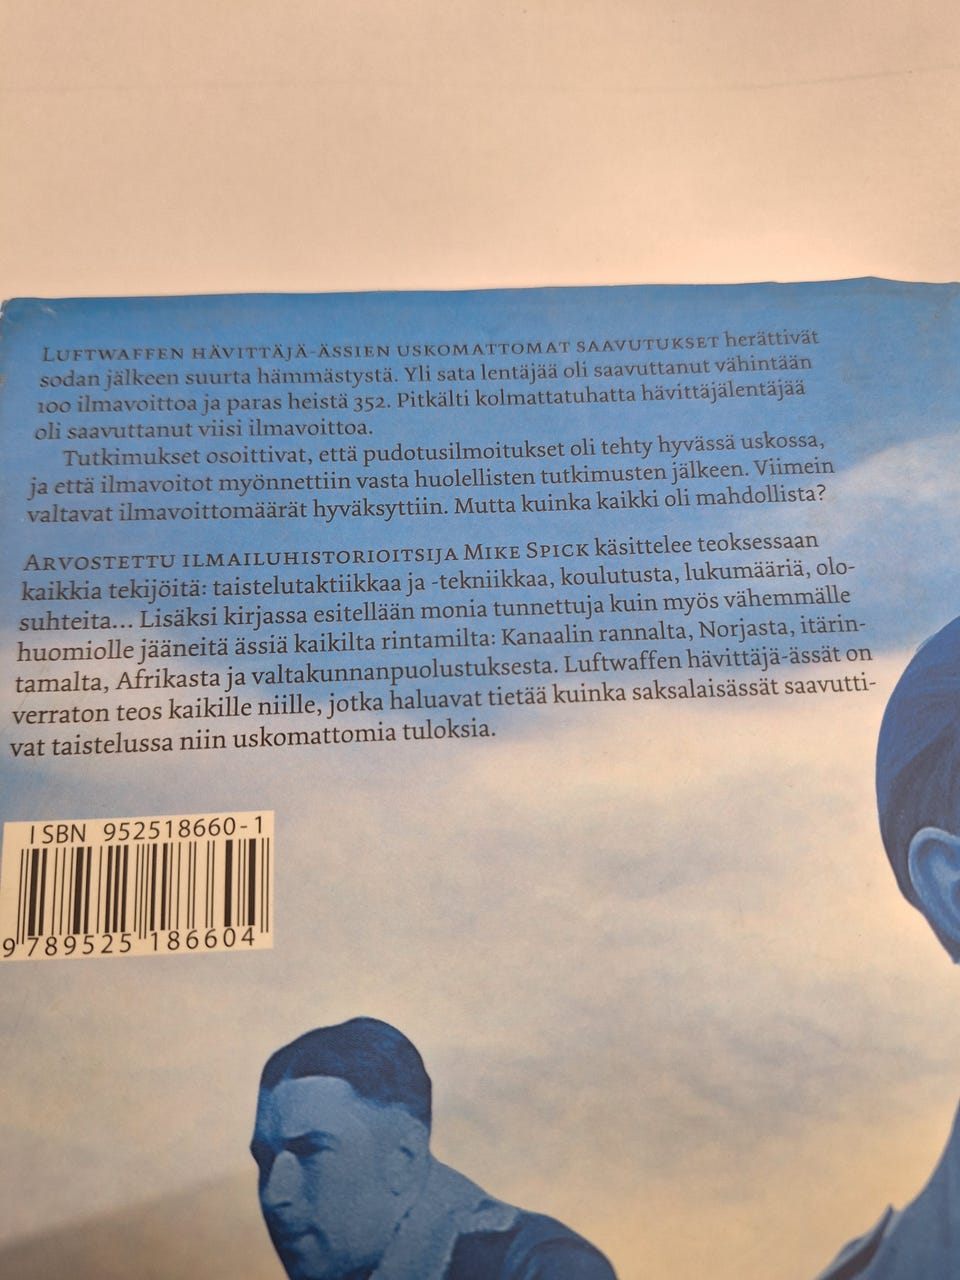 LUFTWAFFEN HÄVITTÄJÄ-ÄSSIEN USKOMATTOMAT SAAVUTUKSET herättivät
sodan jälkeen suurta hämmästystä. Yli sata lentäjää oli saavuttanut vähintään
100 ilmavoittoa ja paras heistä 352. Pitkälti kolmattatuhatta hävittäjälentäjää
oli saavuttanut viisi ilmavoittoa.
Tutkimukset osoittivat, että pudotusilmoitukset oli tehty hyvässä uskossa,
ja että ilmavoitot myönnettiin vasta huolellisten tutkimusten jälkeen. Viimein
valtavat ilmavoittomäärät hyväksyttiin. Mutta kuinka kaikki oli mahdollista?
ARVOSTETTU ILMAILUHISTORIOITSIJA MIKE SPICK käsittelee teoksessaan
kaikkia tekijöitä: taistelutaktiikkaa ja -tekniikkaa, koulutusta, lukumääriä, olo-
suhteita... Lisäksi kirjassa esitellään monia tunnettuja kuin myös vähemmälle
huomiolle jääneitä ässiä kaikilta rintamilta: Kanaalin rannalta, Norjasta, itärin-
tamalta, Afrikasta ja valtakunnanpuolustuksesta. Luftwaffen hävittäjä-ässät on
verraton teos kaikille niille, jotka haluavat tietää kuinka saksalaisässät saavutti-
vat taistelussa niin uskomattomia tuloksia.
ISBN 952518660-1
9 789525 186604